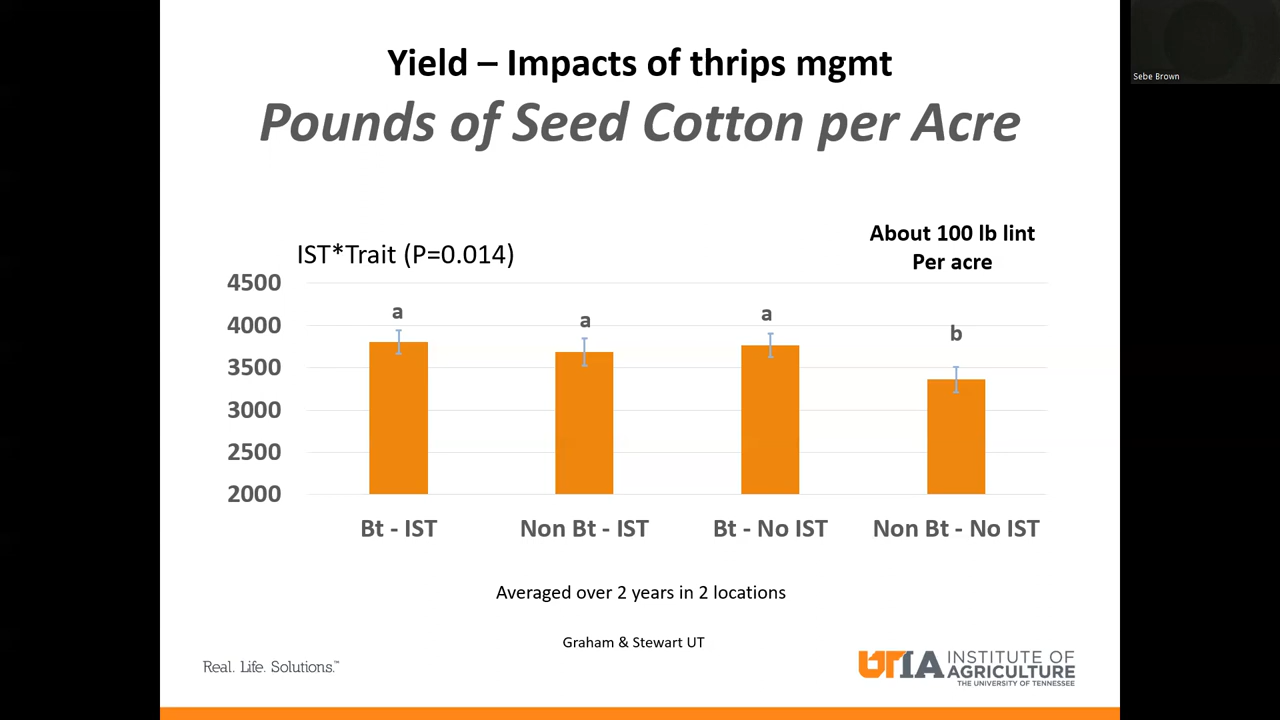 Sebe Brown
Yield – Impacts of thrips mgmt
Pounds of Seed Cotton per Acre
About 100 lb lint
Per acre
IST*Trait (P=0.014)
4500
4000
3500
3000
2500
2000
a
a
a
b
Bt - IST
Non Bt - IST
Bt - No IST
Non Bt - No IST
Averaged over 2 years in 2 locations
Graham & Stewart UT
Real. Life. Solutions.™
UTIA INSTITUTE OF
AGRICULTURE
THE UNIVERSITY OF TENNESSEE